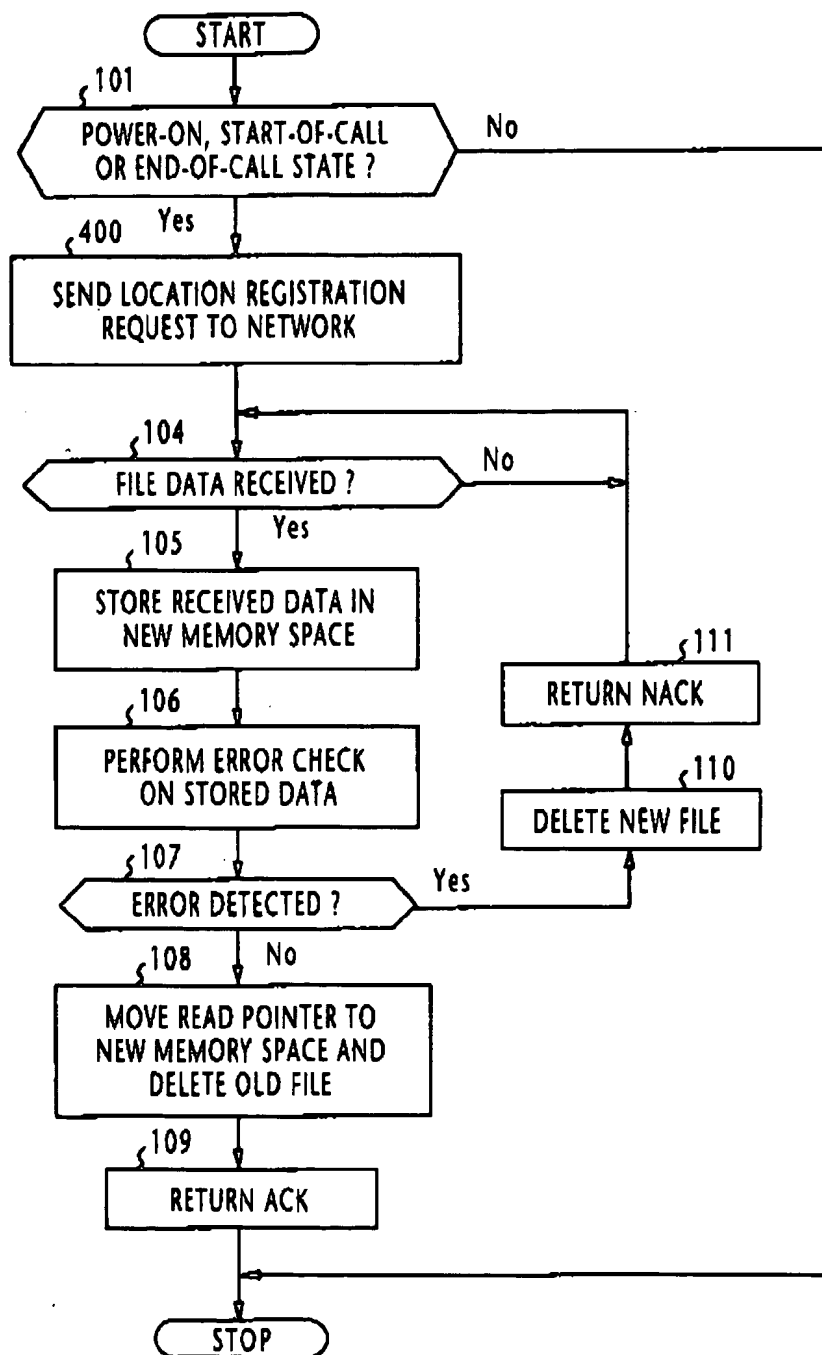 START
101
POWER-ON, START-OF-CALL
OR END-OF-CALL STATE ?
No
Yes
400
SEND LOCATION REGISTRATION
REQUEST TO NETWORK
104
FILE DATA RECEIVED ?
No
Yes
105
STORE RECEIVED DATA IN
NEW MEMORY SPACE
111
RETURN NACK
106
PERFORM ERROR CHECK
ON STORED DATA
110
DELETE NEW FILE
107
ERROR DETECTED ?
Yes
No
108
MOVE READ POINTER TO
NEW MEMORY SPACE AND
DELETE OLD FILE
109
RETURN ACK
STOP